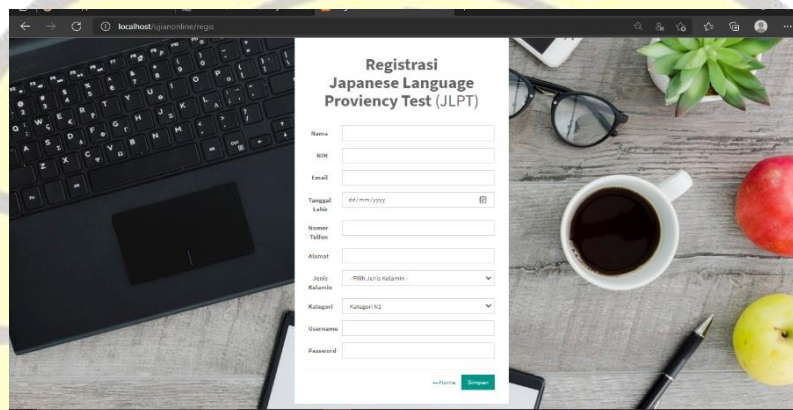 localhost/ujianonline/regis
Registrasi
Japanese Language
Proviency Test (JLPT)
Nama
NIM
Email
Tanggal
Lahir
dd/mm/yyyy
Nomor
Telfon
Alamat
Jenis
Kelamin
- Pilih Jenis Kelamin -
Kategori
Kategori N1
Username
Password
Home
Simpan